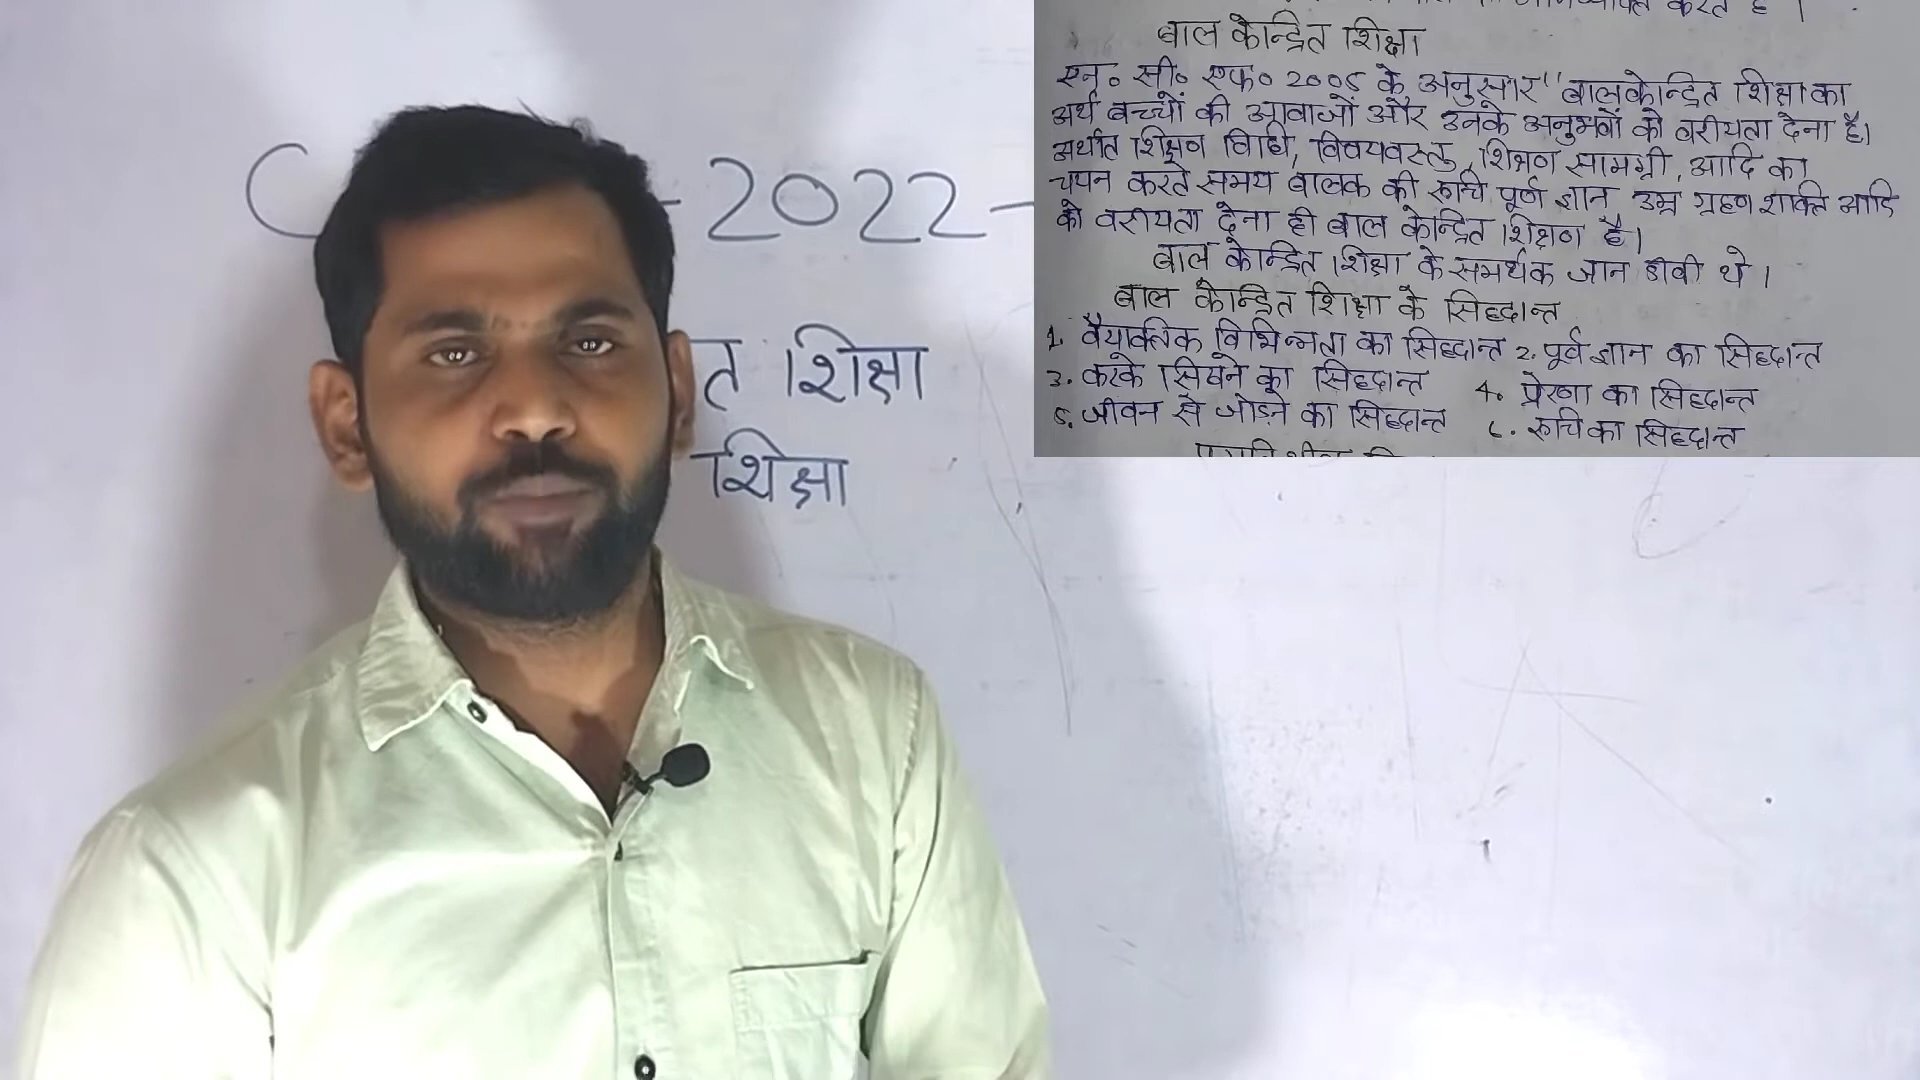 C -2022-
त शिक्षा
शिक्षा
करते है ।
बाल केन्द्रित शिक्षा
एन० सी० एफ० 2005 के अनुसार "बालकेन्द्रित शिक्षा का
अर्थ बच्चों की आवाजों और उनके अनुभवों को वरीयता देना है।
अर्थात शिक्षण विधि, विषयवस्तु, शिक्षण सामग्री, आदि का
चयन करते समय बालक की रूचि पूर्ण ज्ञान उम्र ग्रहण शक्ति आदि
को वरीयता देना ही बाल केन्द्रित शिक्षण है।
बाल केन्द्रित शिक्षा के समर्थक जान डीवी थे ।
बाल केन्द्रित शिक्षा के सिद्दान्त
1. वैयाक्तिक विभिन्नता का सिद्दान्त 2. पूर्व ज्ञान का सिद्दान्त
3. करके सिखने का सिद्दान्त 4. प्रेरणा का सिद्दान्त
5. जीवन से जोड़ने का सिद्दान्त 6. रूचि का सिद्दान्त